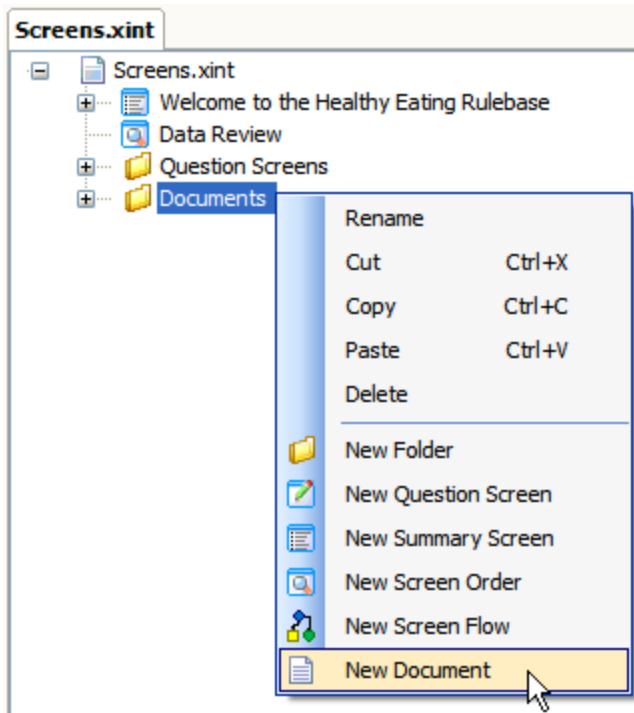 Screens.xint
Screens.xint
Welcome to the Healthy Eating Rulebase
Data Review
Question Screens
Documents
Rename
Cut Ctrl+X
Copy Ctrl+C
Paste Ctrl+V
Delete
New Folder
New Question Screen
New Summary Screen
New Screen Order
New Screen Flow
New Document